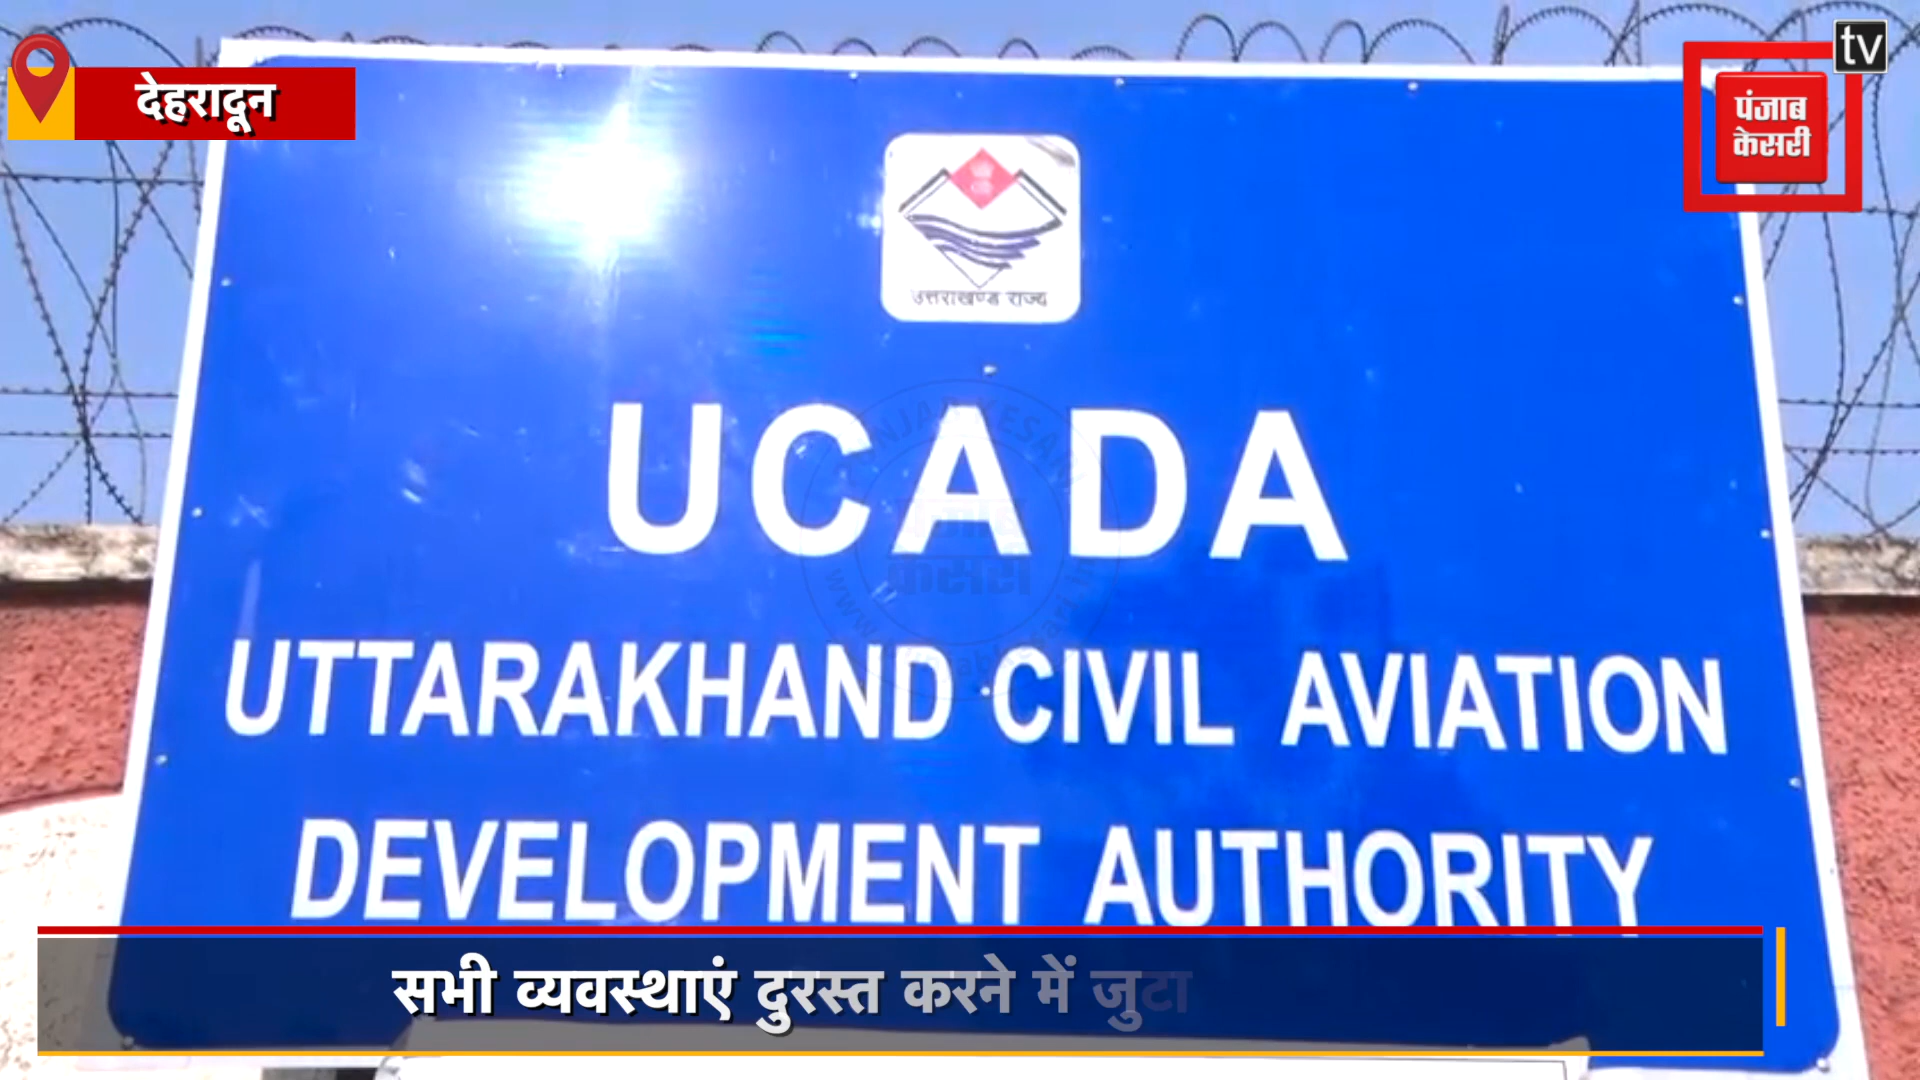 देहरादून
tv
पंजाब
केसरी
उत्तराखण्ड राज्य
UCADA
UTTARAKHAND CIVIL AVIATION
DEVELOPMENT AUTHORITY
सभी व्यवस्थाएं दुरस्त करने में जुटा